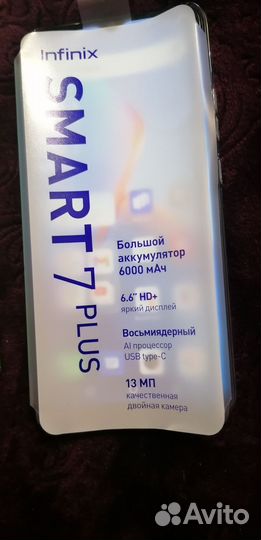 Infinix
SMART 7 PLUS
Большой
аккумулятор
6000 мАч
6.6" HD+
яркий дисплей
Восьмиядерный
AI процессор
USB type-C
13 МП
качественная
двойная камера
Avito